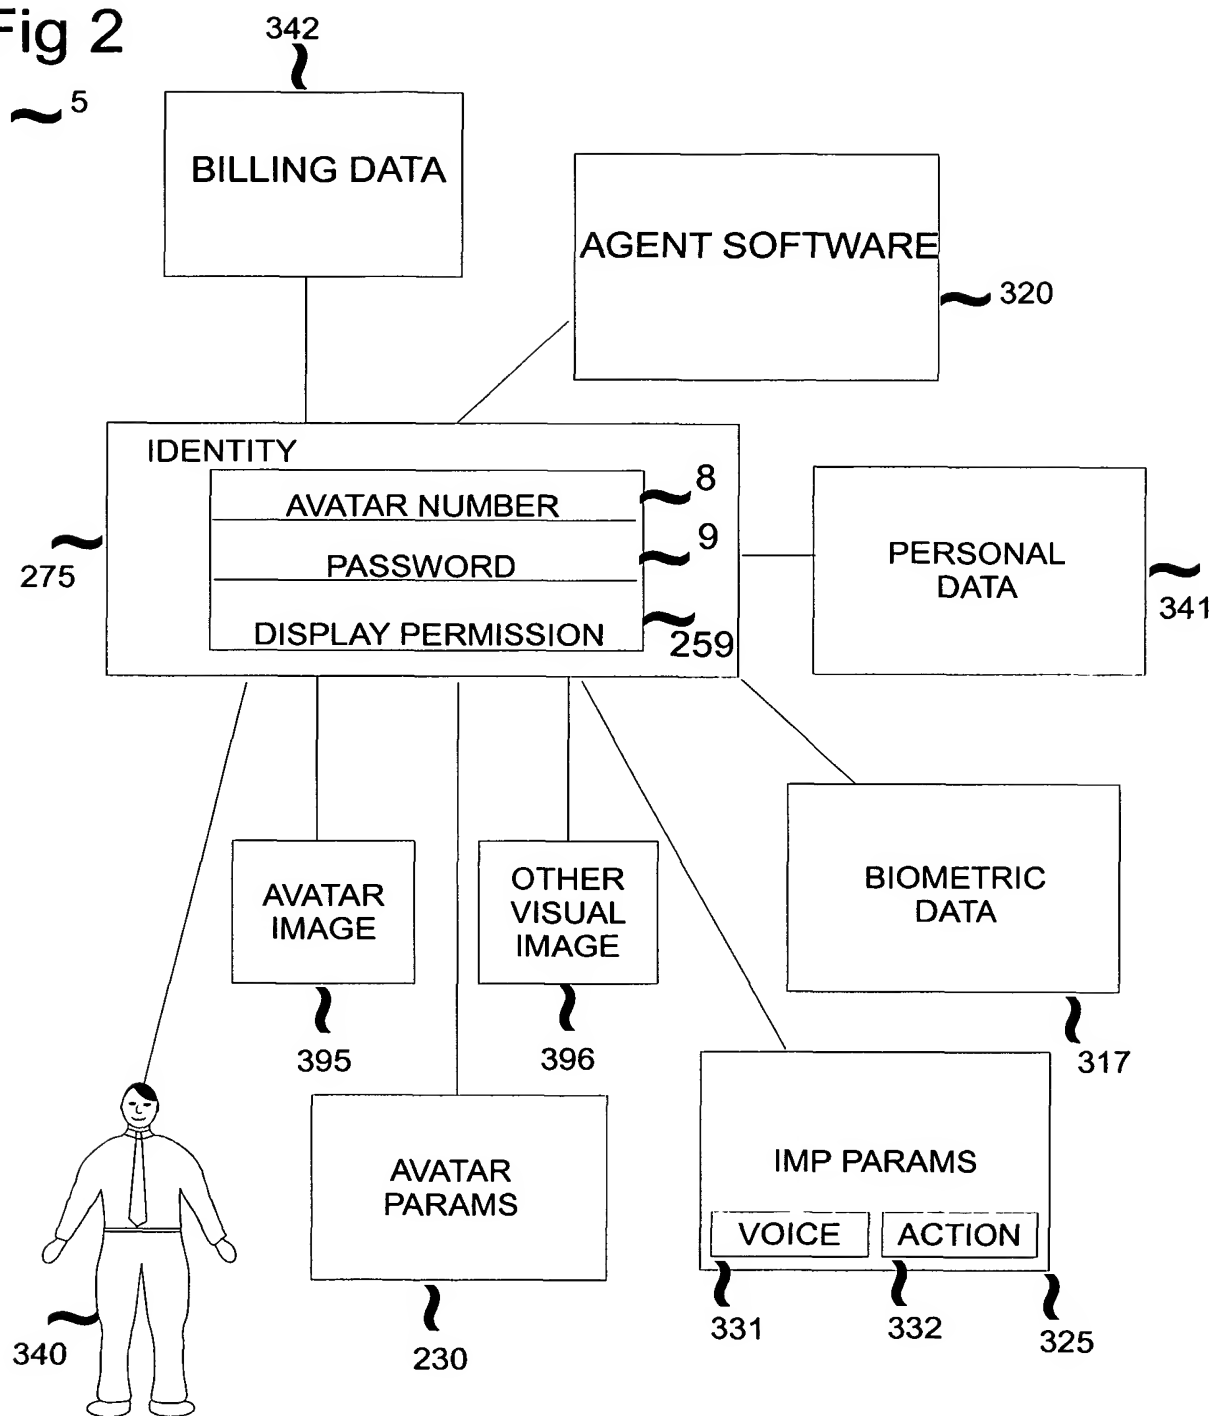 Fig 2
342
5
BILLING DATA
AGENT SOFTWARE
320
IDENTITY
8
AVATAR NUMBER
9
PASSWORD
275
PERSONAL
DATA
341
DISPLAY PERMISSION
259
AVATAR
IMAGE
OTHER
VISUAL
IMAGE
BIOMETRIC
DATA
395
396
317
AVATAR
PARAMS
IMP PARAMS
VOICE
ACTION
331
332
325
340
230